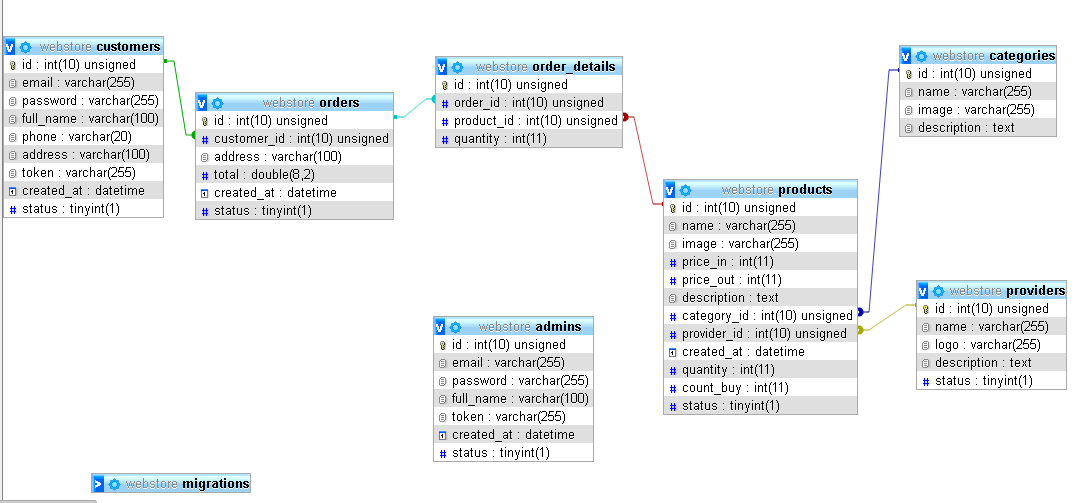 webstore customers
id : int(10) unsigned
email : varchar(255)
password : varchar(255)
full_name : varchar(100)
phone : varchar(20)
address : varchar(100)
token : varchar(255)
created_at : datetime
status : tinyint(1)
webstore orders
id : int(10) unsigned
customer_id : int(10) unsigned
address : varchar(100)
total : double(8,2)
created_at : datetime
status : tinyint(1)
webstore order_details
id : int(10) unsigned
order_id : int(10) unsigned
product_id : int(10) unsigned
quantity : int(11)
webstore categories
id : int(10) unsigned
name : varchar(255)
image : varchar(255)
description : text
webstore products
id : int(10) unsigned
name : varchar(255)
image : varchar(255)
price_in : int(11)
price_out : int(11)
description : text
category_id : int(10) unsigned
provider_id : int(10) unsigned
created_at : datetime
quantity : int(11)
count_buy : int(11)
status : tinyint(1)
webstore providers
id : int(10) unsigned
name : varchar(255)
logo : varchar(255)
description : text
status : tinyint(1)
webstore admins
id : int(10) unsigned
email : varchar(255)
password : varchar(255)
full_name : varchar(100)
token : varchar(255)
created_at : datetime
status : tinyint(1)
webstore migrations